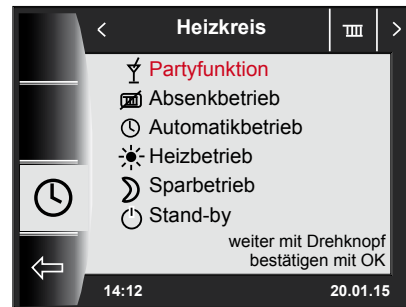 < Heizkreis >
Partyfunktion
Absenkbetrieb
Automatikbetrieb
Heizbetrieb
Sparbetrieb
Stand-by
weiter mit Drehknopf
bestätigen mit OK
14:12 20.01.15